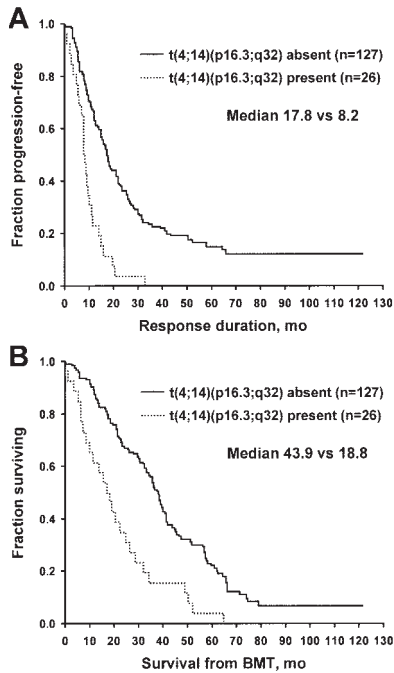 A
1.0
0.8
0.6
0.4
0.2
0.0
Fraction progression-free
t(4;14)(p16.3;q32) absent (n=127)
t(4;14)(p16.3;q32) present (n=26)
Median 17.8 vs 8.2
0 10 20 30 40 50 60 70 80 90 100 110 120 130
Response duration, mo
B
1.0
0.8
0.6
0.4
0.2
0.0
Fraction surviving
t(4;14)(p16.3;q32) absent (n=127)
t(4;14)(p16.3;q32) present (n=26)
Median 43.9 vs 18.8
0 10 20 30 40 50 60 70 80 90 100 110 120 130
Survival from BMT, mo